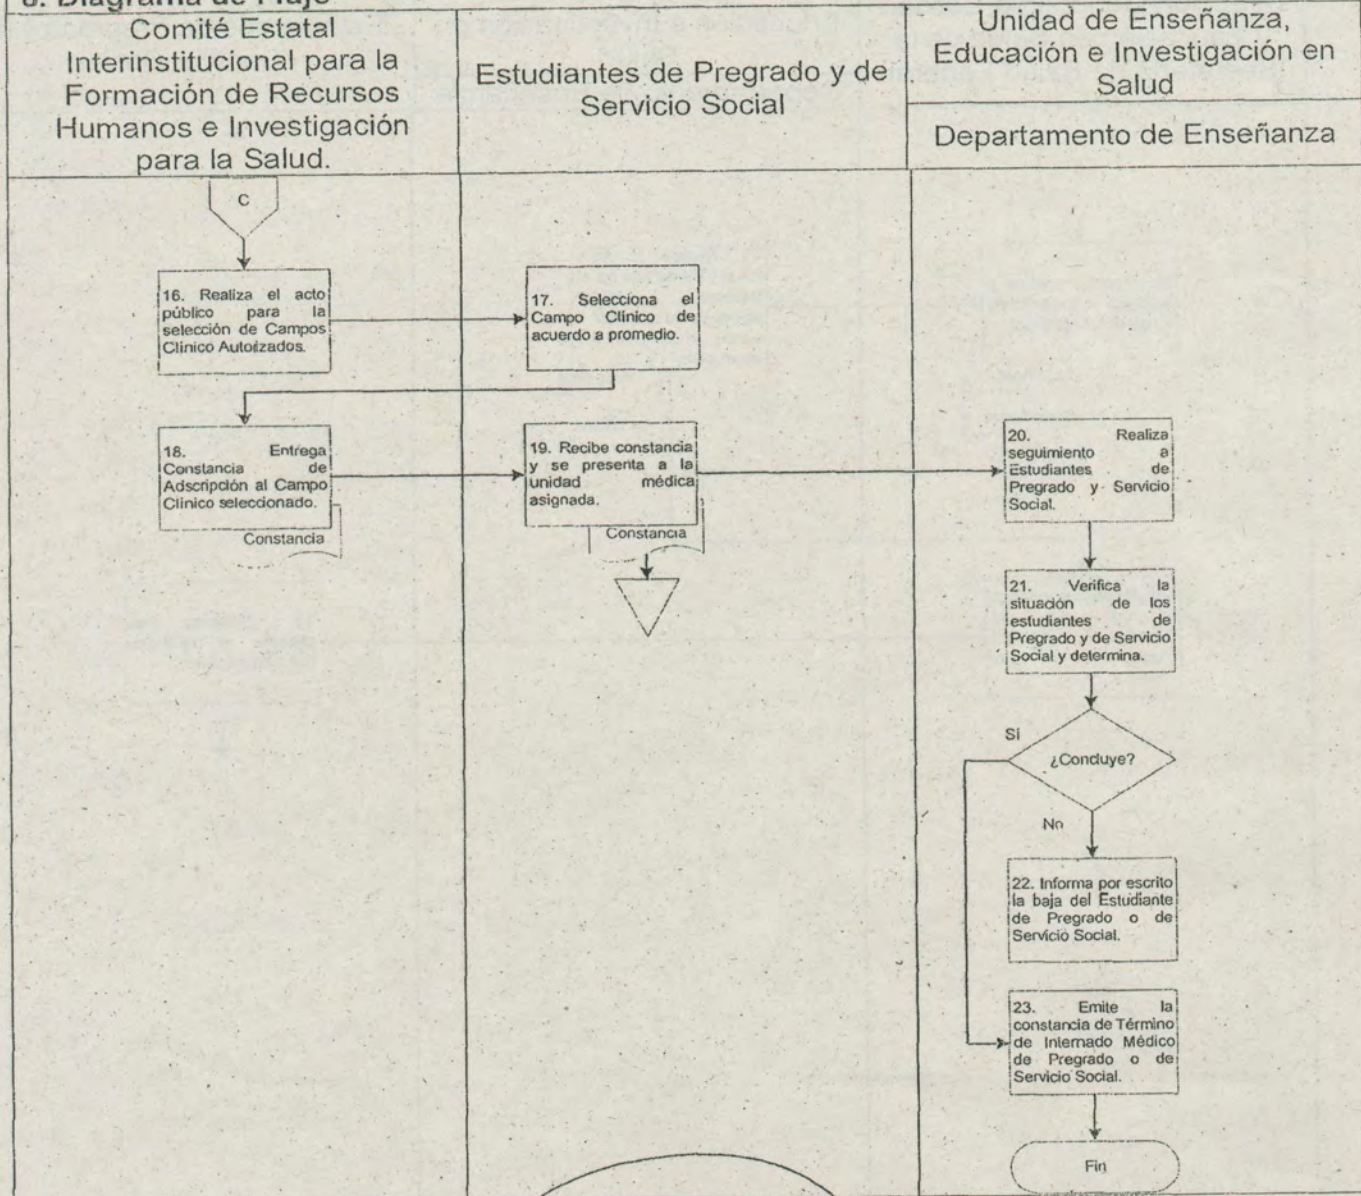 Comité Estatal
Interinstitucional para la
Formación de Recursos
Humanos e Investigación
para la Salud.
Estudiantes de Pregrado y de
Servicio Social
Unidad de Enseñanza,
Educación e Investigación en
Salud
Departamento de Enseñanza
C
16. Realiza el acto
público para la
selección de Campos
Clínico Autorizados.
17. Selecciona el
Campo Clínico de
acuerdo a promedio.
18. Entrega
Constancia de
Adscripción al Campo
Clínico seleccionado.
Constancia
19. Recibe constancia
y se presenta a la
unidad médica
asignada.
Constancia
20. Realiza
seguimiento a
Estudiantes de
Pregrado y Servicio
Social.
21. Verifica la
situación de los
estudiantes de
Pregrado y de Servicio
Social y determina.
Sí
¿Concluye?
No
22. Informa por escrito
la baja del Estudiante
de Pregrado o de
Servicio Social.
23. Emite la
constancia de Término
de Internado Médico
de Pregrado o de
Servicio Social.
Fin